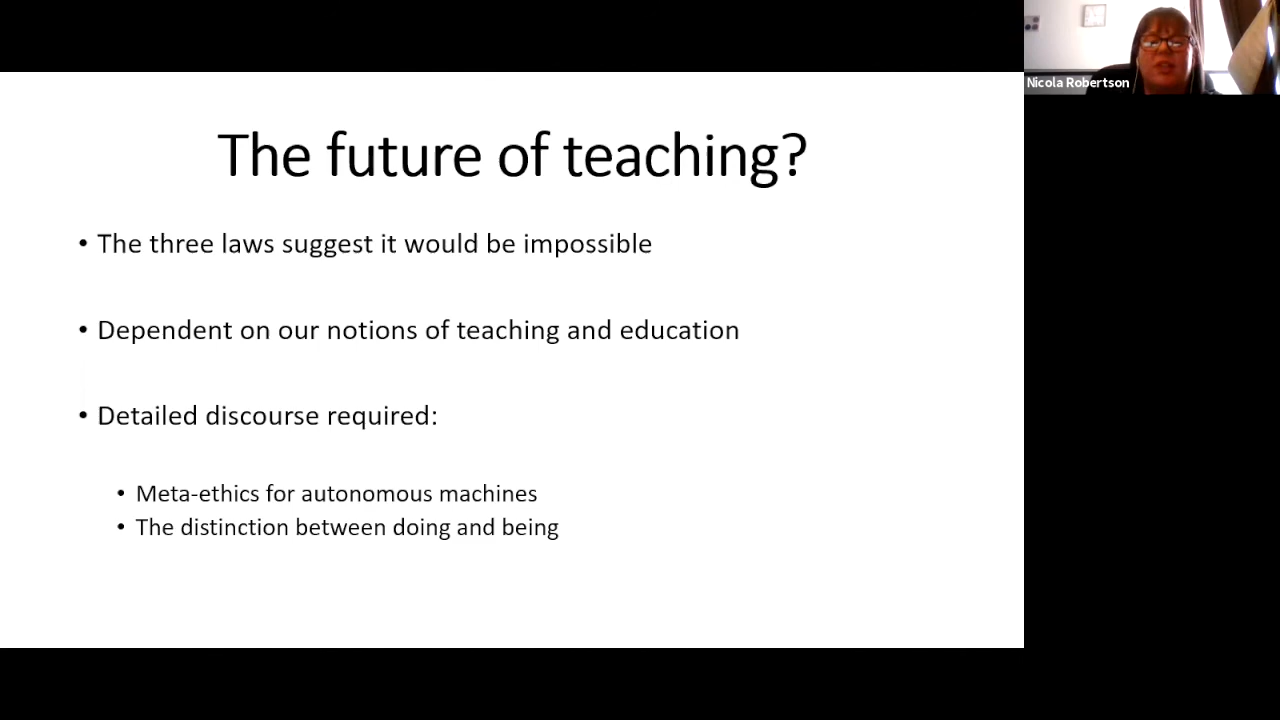 Nicola Robertson
The future of teaching?
• The three laws suggest it would be impossible
• Dependent on our notions of teaching and education
• Detailed discourse required:
• Meta-ethics for autonomous machines
• The distinction between doing and being